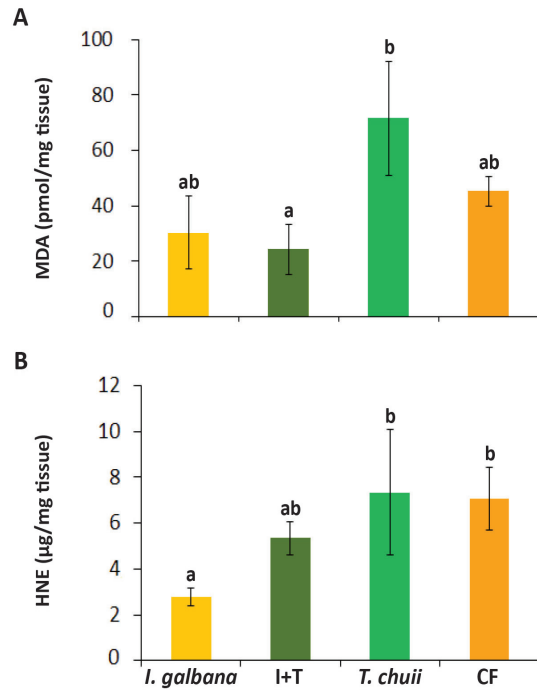 A
MDA (pmol/mg tissue)
100
80
60
40
20
0
ab
a
b
ab
B
HNE (µg/mg tissue)
12
10
8
6
4
2
0
a
ab
b
b
I. galbana I+T T. chuii CF